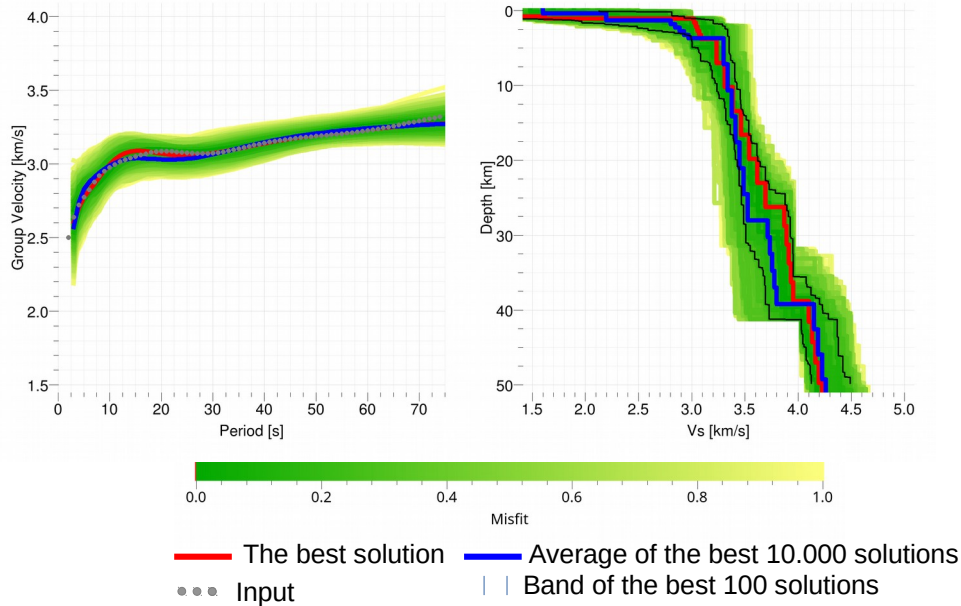 4.0
3.5
3.0
2.5
2.0
1.5
Group Velocity [km/s]
0 10 20 30 40 50 60 70
Period [s]
0
10
20
30
40
50
Depth [km]
1.5 2.0 2.5 3.0 3.5 4.0 4.5 5.0
Vs [km/s]
0.0 0.2 0.4 0.6 0.8 1.0
Misfit
The best solution Average of the best 10.000 solutions
Input Band of the best 100 solutions